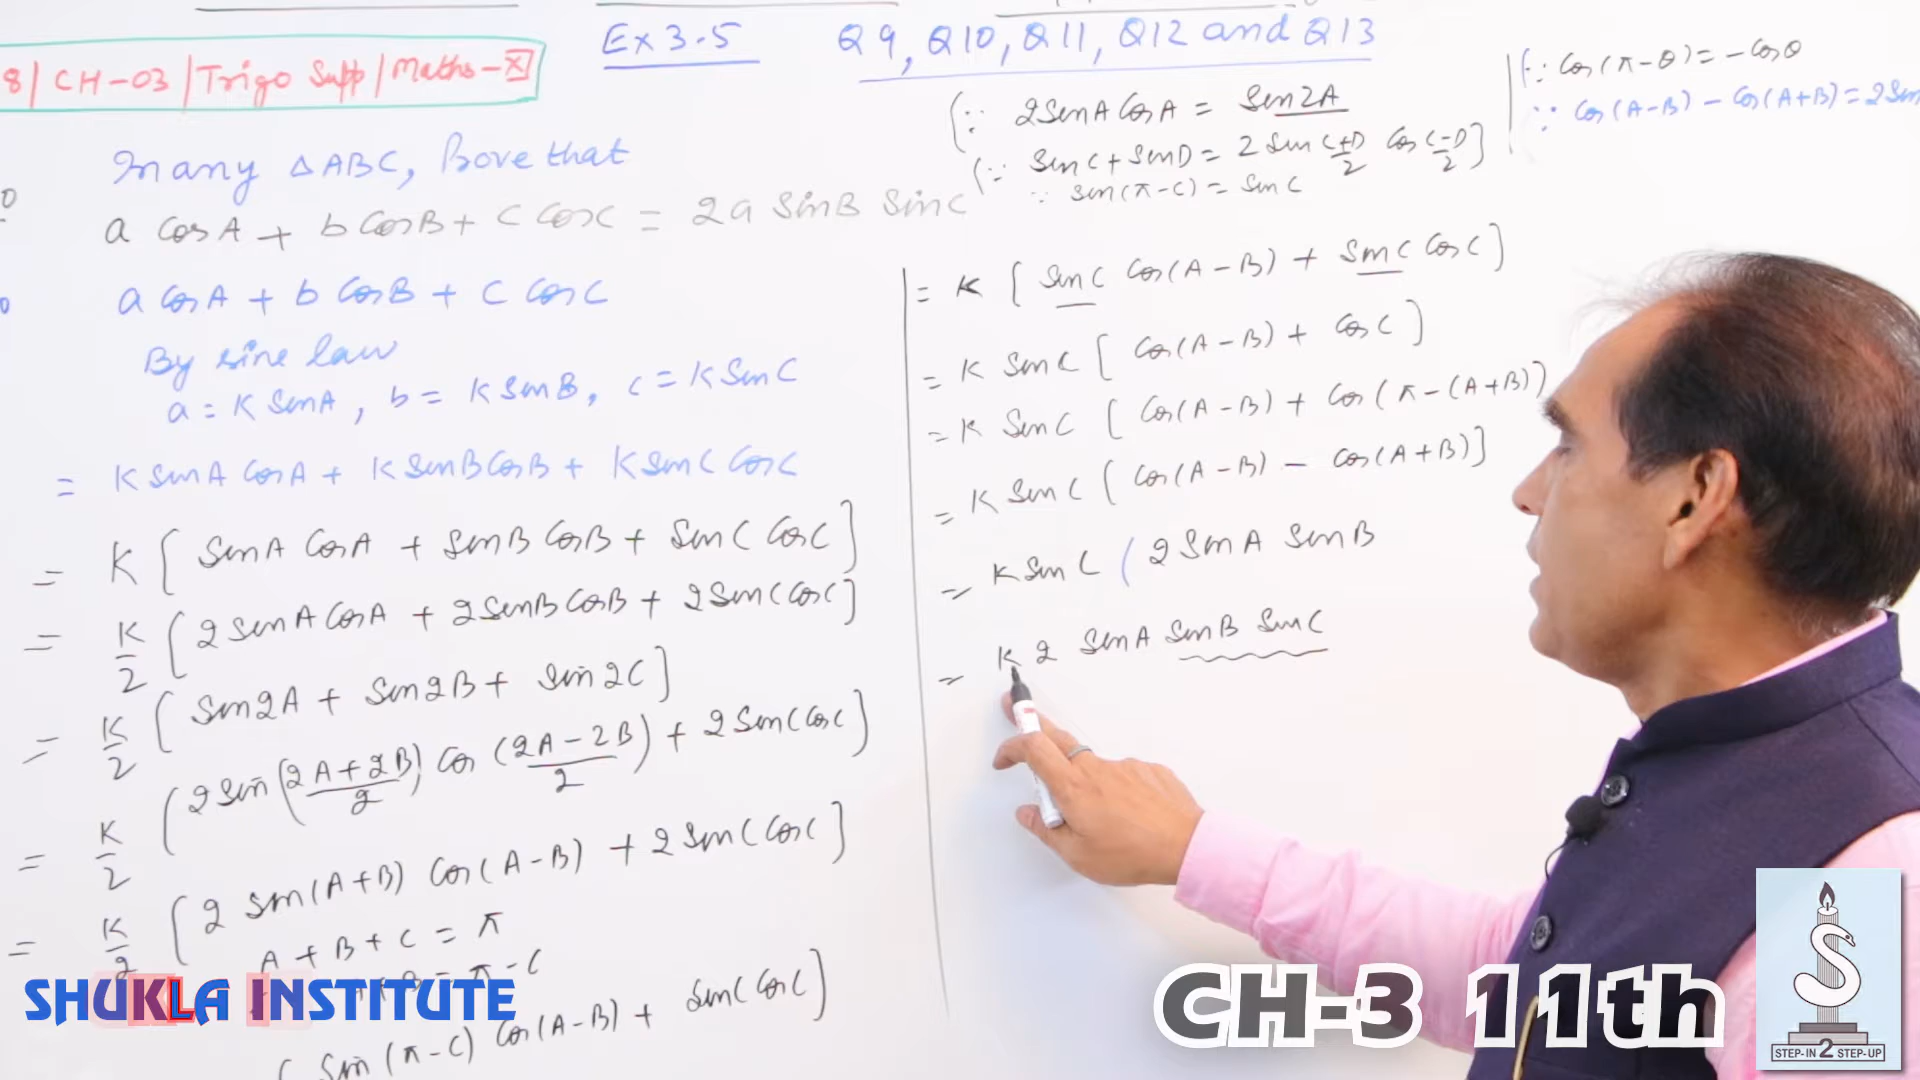 Ex 3.5 Q9, Q10, Q11, Q12 and Q13
8| CH-03 |Trigo Supp| Maths-X
In any △ABC, Prove that
a cosA + b CosB + c cosC = 2a sinB sinC
a cosA + b CosB + c cosC
By sine law
a = K SinA, b = K SinB, c = K SinC
= K sinA cosA + K SinB CosB + K SinC CosC
= K [ SinA CosA + SinB CosB + SinC CosC ]
= K/2 [ 2 SinA CosA + 2 SinB CosB + 2 SinC CosC ]
= K/2 [ Sin2A + Sin2B + Sin2C ]
= K/2 [ 2 Sin (2A+2B)/2 Cos (2A-2B)/2 + 2 SinC CosC ]
= K/2 [ 2 Sin(A+B) Cos(A-B) + 2 SinC CosC ]
= K/2
A + B + C = π
π - C
[ Sin (π-C) Cos(A-B) + SinC CosC ]
(∵ 2 SinA CosA = Sin2A
(∵ SinC + SinD = 2 Sin (C+D)/2 Cos (C-D)/2 ]
∵ Sin(π-C) = SinC
(∵ Cos(π-θ) = -Cosθ
∵ Cos(A-B) - Cos(A+B) = 2 Sin
= K [ SinC Cos(A-B) + SinC CosC ]
= K SinC [ Cos(A-B) + CosC ]
= K SinC [ Cos(A-B) + Cos(π-(A+B)) ]
= K SinC [ Cos(A-B) - Cos(A+B) ]
= K SinC ( 2 SinA SinB
= K 2 SinA SinB SinC
SHUKLA INSTITUTE
CH-3 11th
S
STEP-IN 2 STEP-UP